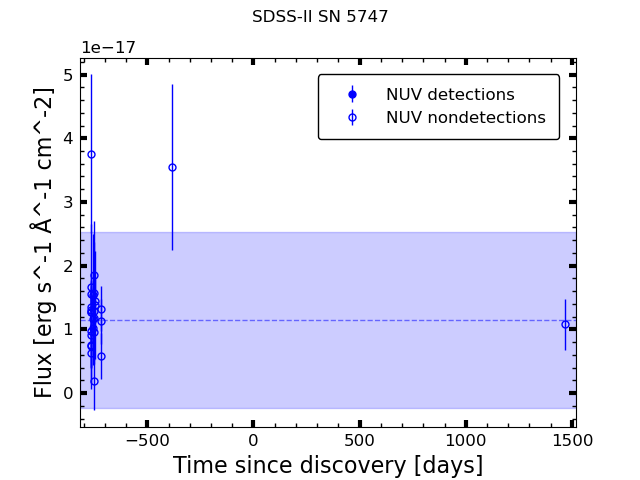 SDSS-II SN 5747
1e−17
NUV detections
NUV nondetections
5
4
3
2
1
0
Flux [erg s^-1 Å^-1 cm^-2]
−500 0 500 1000 1500
Time since discovery [days]